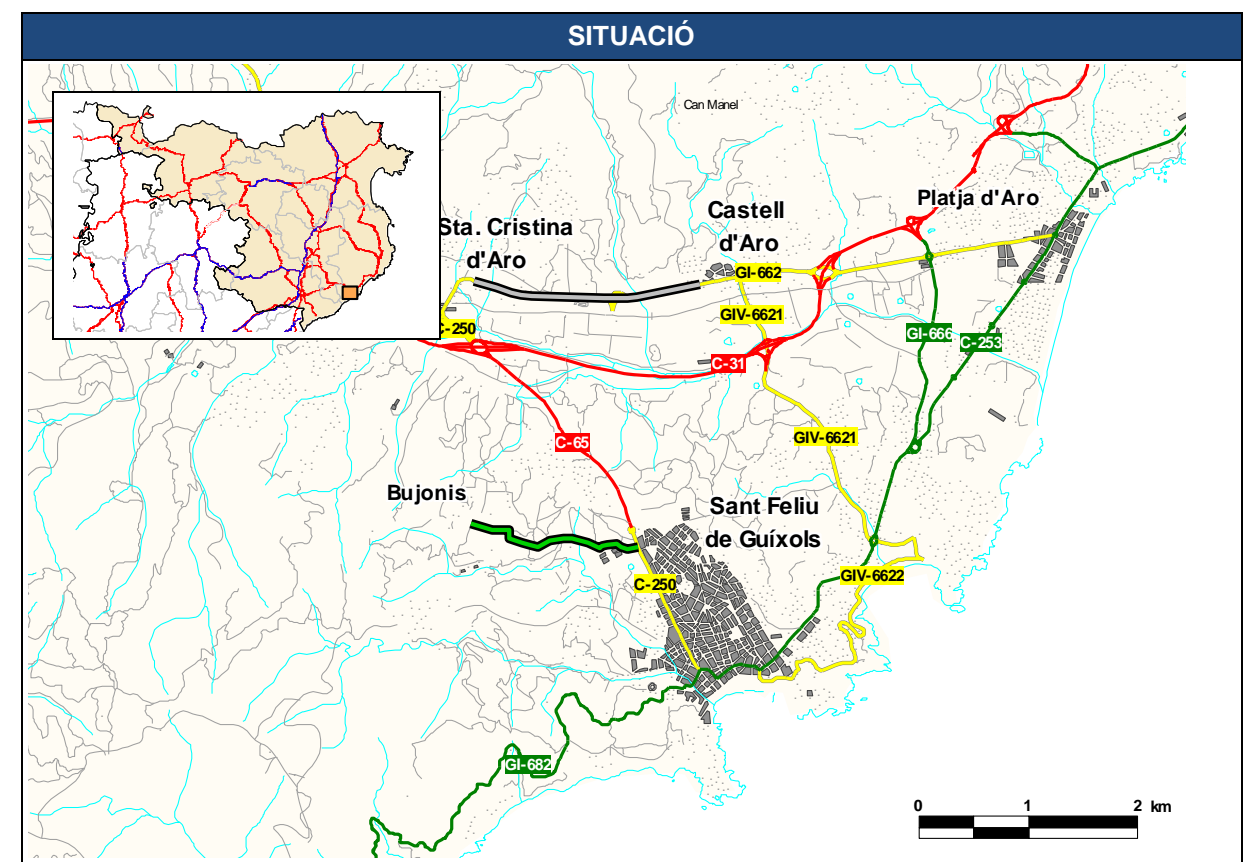 SITUACIÓ
Can Manel
Platja d'Aro
Castell
d'Aro
Sta. Cristina
d'Aro
GI-662
GIV-6621
C-250
GI-666
C-253
C-31
C-65
GIV-6621
Bujonis
Sant Feliu
de Guíxols
GIV-6622
C-250
GI-682
0 1 2 km